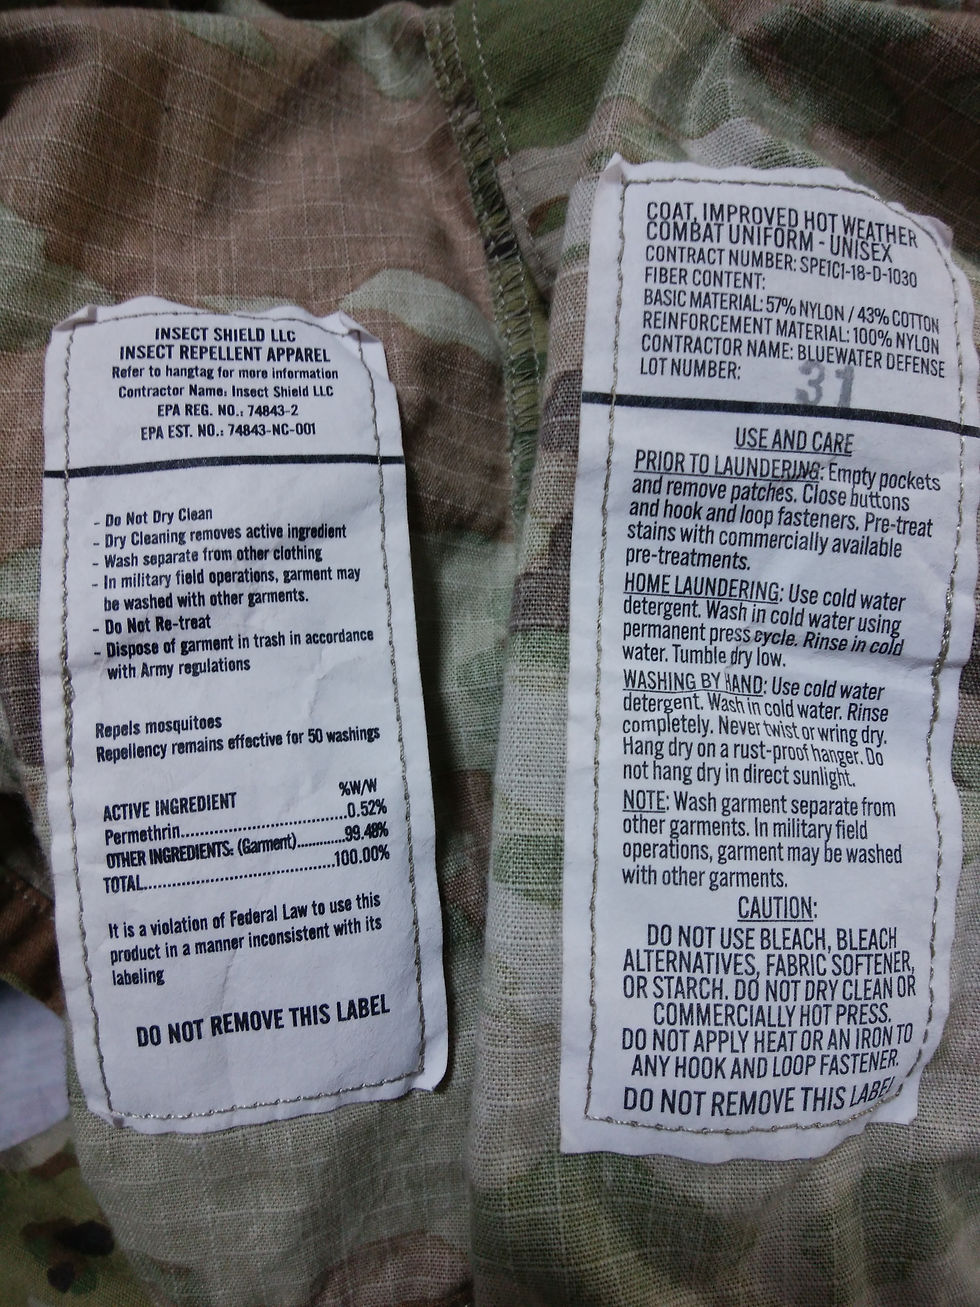 INSECT SHIELD LLC
INSECT REPELLENT APPAREL
Refer to hangtag for more information
Contractor Name: Insect Shield LLC
EPA REG. NO.: 74843-2
EPA EST. NO.: 74843-NC-001
- Do Not Dry Clean
- Dry Cleaning removes active ingredient
- Wash separate from other clothing
- In military field operations, garment may
be washed with other garments.
- Do Not Re-treat
- Dispose of garment in trash in accordance
with Army regulations
Repels mosquitoes
Repellency remains effective for 50 washings
ACTIVE INGREDIENT %W/W
Permethrin..............................0.52%
OTHER INGREDIENTS: (Garment).............99.48%
TOTAL...................................100.00%
It is a violation of Federal Law to use this
product in a manner inconsistent with its
labeling
DO NOT REMOVE THIS LABEL
COAT, IMPROVED HOT WEATHER
COMBAT UNIFORM - UNISEX
CONTRACT NUMBER: SPE1C1-18-D-1030
FIBER CONTENT:
BASIC MATERIAL: 57% NYLON / 43% COTTON
REINFORCEMENT MATERIAL: 100% NYLON
CONTRACTOR NAME: BLUEWATER DEFENSE
LOT NUMBER: 31
USE AND CARE
PRIOR TO LAUNDERING: Empty pockets
and remove patches. Close buttons
and hook and loop fasteners. Pre-treat
stains with commercially available
pre-treatments.
HOME LAUNDERING: Use cold water
detergent. Wash in cold water using
permanent press cycle. Rinse in cold
water. Tumble dry low.
WASHING BY HAND: Use cold water
detergent. Wash in cold water. Rinse
completely. Never twist or wring dry.
Hang dry on a rust-proof hanger. Do
not hang dry in direct sunlight.
NOTE: Wash garment separate from
other garments. In military field
operations, garment may be washed
with other garments.
CAUTION:
DO NOT USE BLEACH, BLEACH
ALTERNATIVES, FABRIC SOFTENER,
OR STARCH. DO NOT DRY CLEAN OR
COMMERCIALLY HOT PRESS.
DO NOT APPLY HEAT OR AN IRON TO
ANY HOOK AND LOOP FASTENER.
DO NOT REMOVE THIS LABEL